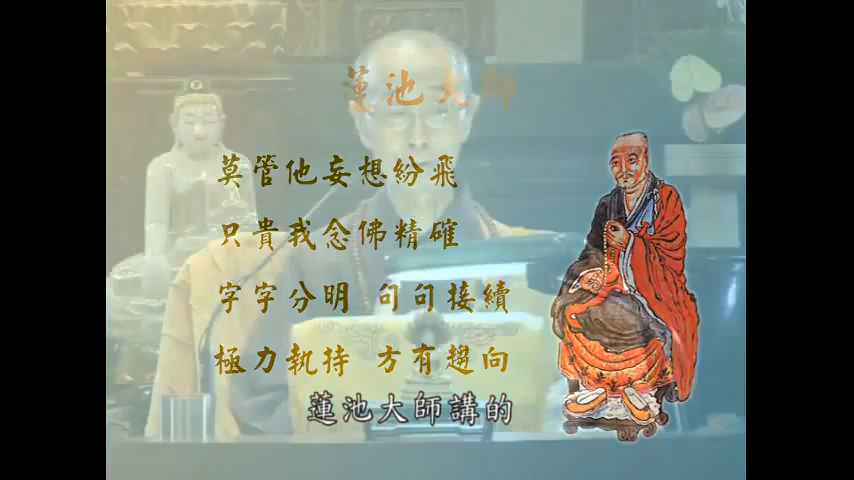 蓮池大師
莫管他妄想紛飛
只貴我念佛精確
字字分明 句句接續
極力執持 方有趨向
蓮池大師講的